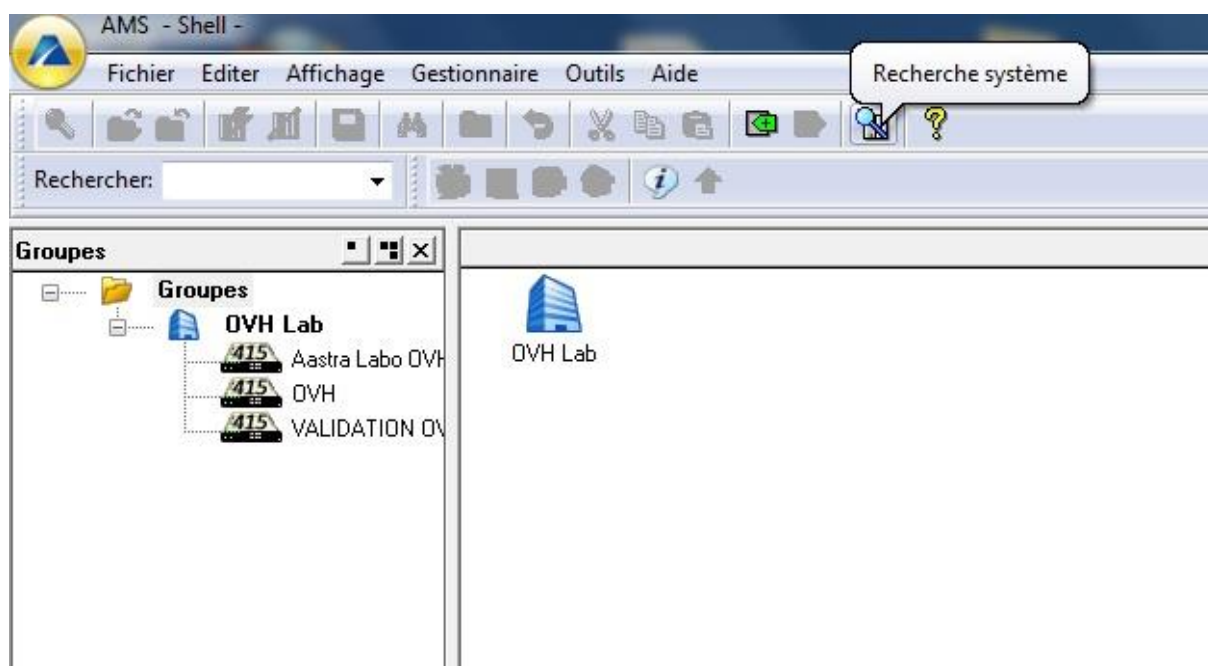 AMS - Shell -
Fichier Editer Affichage Gestionnaire Outils Aide
Recherche système
Rechercher:
Groupes
Groupes
OVH Lab
415 Aastra Labo OVH
415 OVH
415 VALIDATION OV
OVH Lab